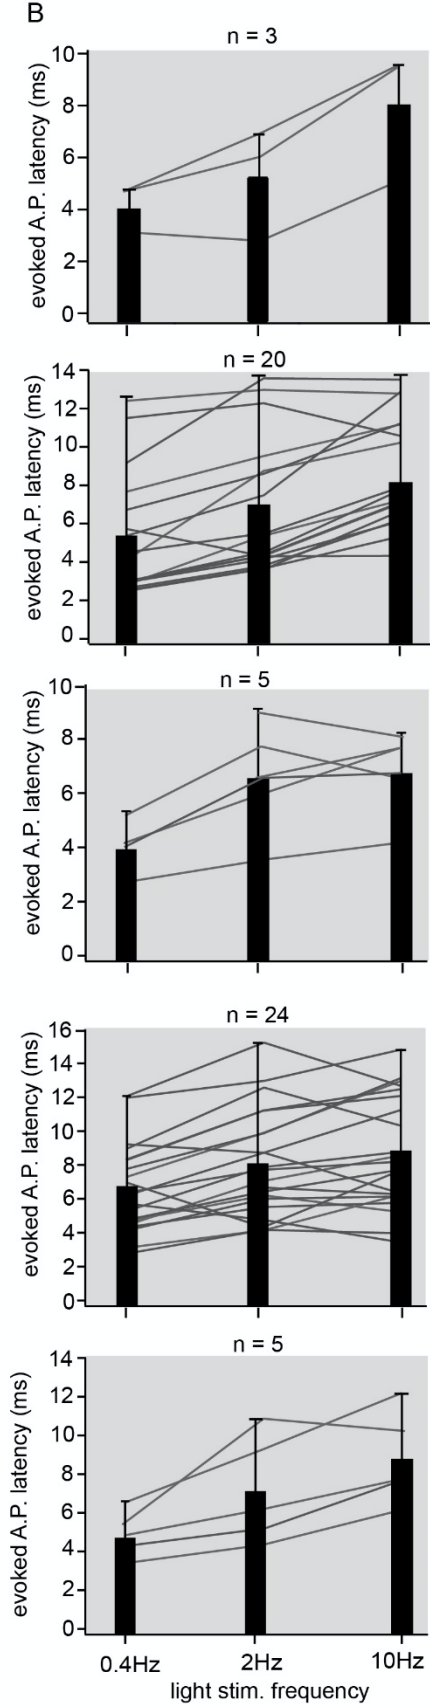 B
n = 3
evoked A.P. latency (ms)
10
8
6
4
2
0
n = 20
evoked A.P. latency (ms)
14
12
10
8
6
4
2
0
n = 5
evoked A.P. latency (ms)
10
8
6
4
2
0
n = 24
evoked A.P. latency (ms)
16
14
12
10
8
6
4
2
0
n = 5
evoked A.P. latency (ms)
14
12
10
8
6
4
2
0
0.4Hz 2Hz 10Hz
light stim. frequency